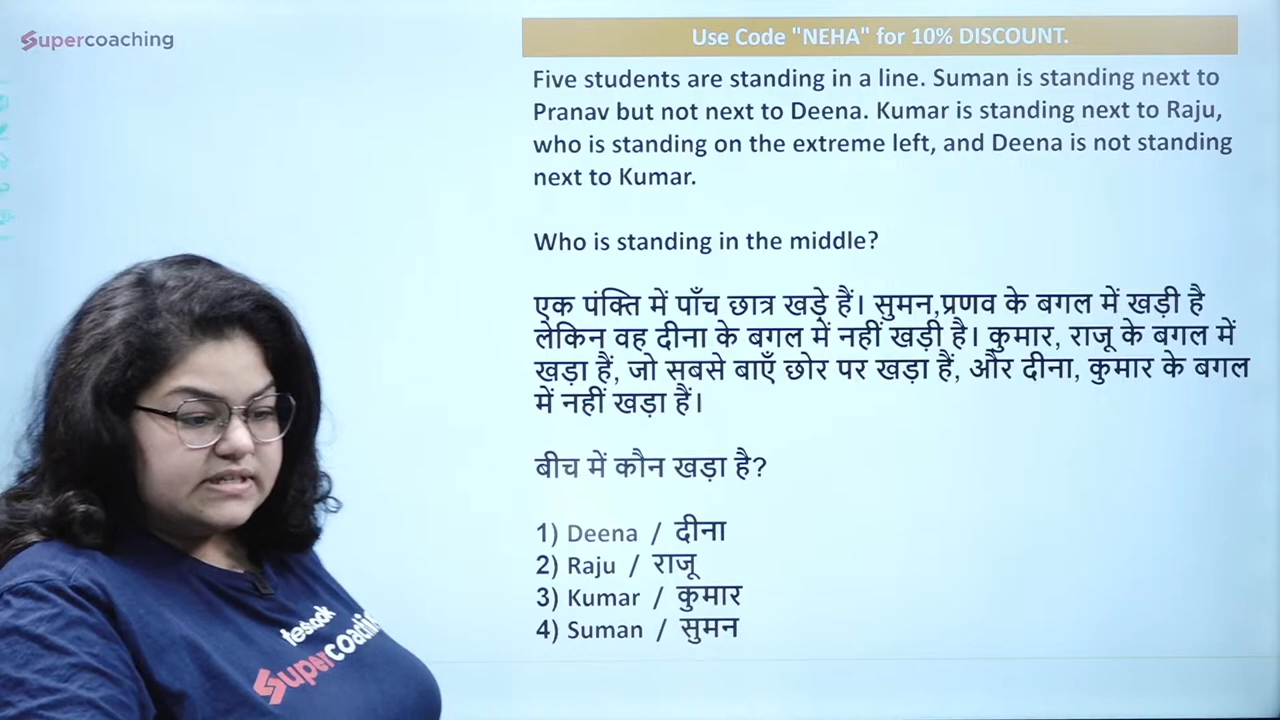 Supercoaching
Use Code "NEHA" for 10% DISCOUNT.
Five students are standing in a line. Suman is standing next to
Pranav but not next to Deena. Kumar is standing next to Raju,
who is standing on the extreme left, and Deena is not standing
next to Kumar.
Who is standing in the middle?
एक पंक्ति में पाँच छात्र खड़े हैं। सुमन,प्रणव के बगल में खड़ी है
लेकिन वह दीना के बगल में नहीं खड़ी है। कुमार, राजू के बगल में
खड़ा हैं, जो सबसे बाएँ छोर पर खड़ा हैं, और दीना, कुमार के बगल
में नहीं खड़ा हैं।
बीच में कौन खड़ा है?
1) Deena / दीना
2) Raju / राजू
3) Kumar / कुमार
4) Suman / सुमन
testbook
Supercoaching